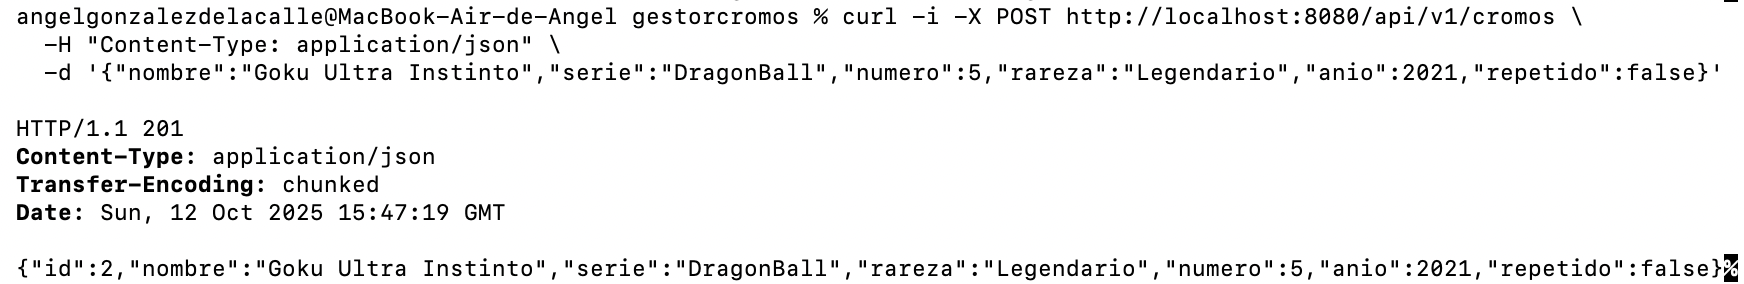 angelgonzalezdelacalle@MacBook-Air-de-Angel gestorcromos % curl -i -X POST http://localhost:8080/api/v1/cromos \
  -H "Content-Type: application/json" \
  -d '{"nombre":"Goku Ultra Instinto","serie":"DragonBall","numero":5,"rareza":"Legendario","anio":2021,"repetido":false}'
HTTP/1.1 201
Content-Type: application/json
Transfer-Encoding: chunked
Date: Sun, 12 Oct 2025 15:47:19 GMT
{"id":2,"nombre":"Goku Ultra Instinto","serie":"DragonBall","rareza":"Legendario","numero":5,"anio":2021,"repetido":false}%